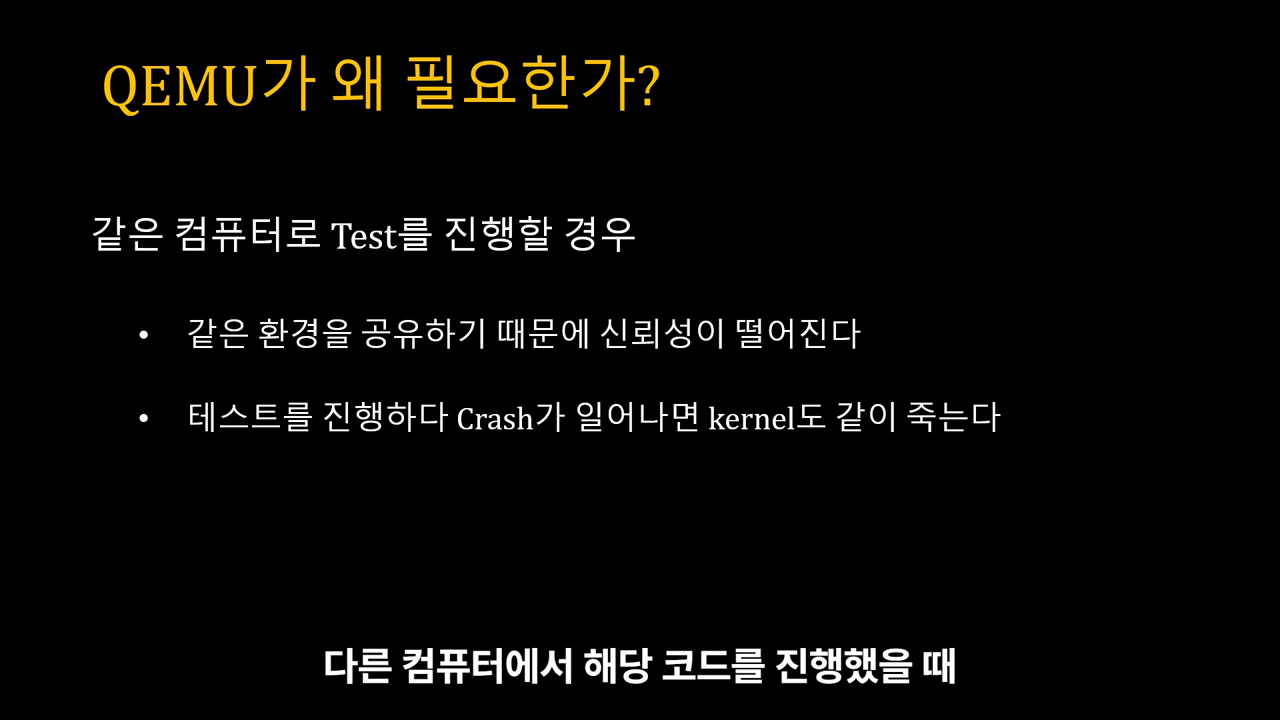 QEMU가 왜 필요한가?
같은 컴퓨터로 Test를 진행할 경우
• 같은 환경을 공유하기 때문에 신뢰성이 떨어진다
• 테스트를 진행하다 Crash가 일어나면 kernel도 같이 죽는다
다른 컴퓨터에서 해당 코드를 진행했을 때